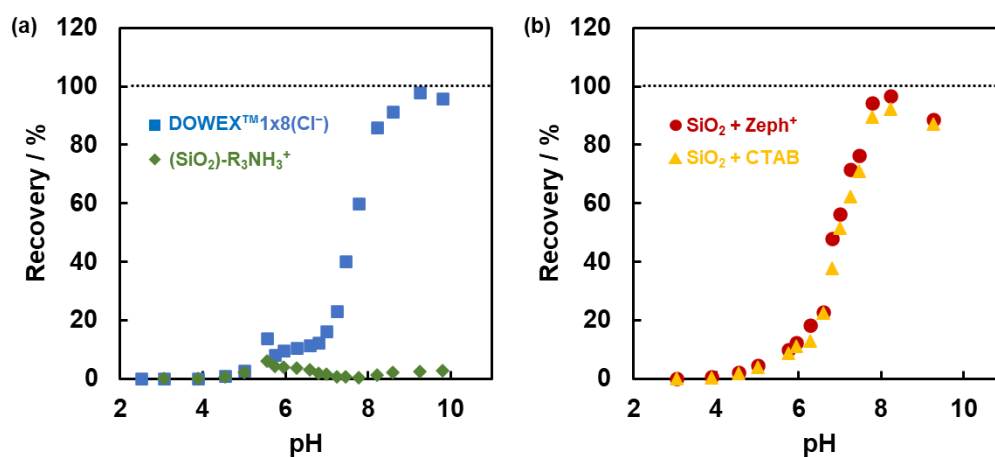 (a)
120
100
80
60
40
20
0
Recovery / %
DOWEX™1x8(Cl⁻)
(SiO₂)-R₃NH₃⁺
2 4 6 8 10
pH
(b)
120
100
80
60
40
20
0
Recovery / %
SiO₂ + Zeph⁺
SiO₂ + CTAB
2 4 6 8 10
pH